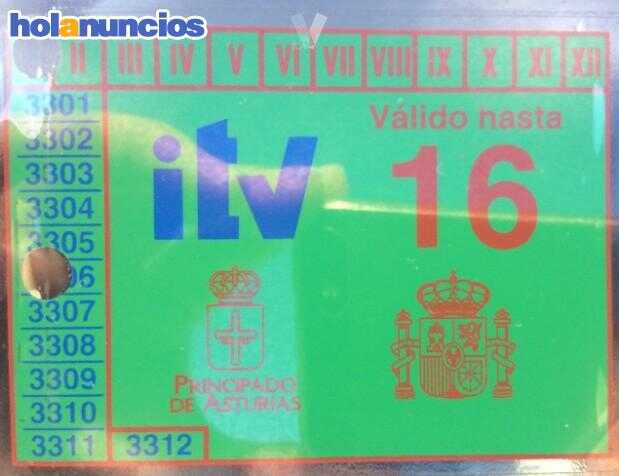 holanuncios
II III IV V VI VII VIII IX X XI XII
3301
3302
3303
3304
3305
06
3307
3308
3309
3310
3311
3312
itv
Válido hasta
16
PRINCIPADO
DE ASTURIAS